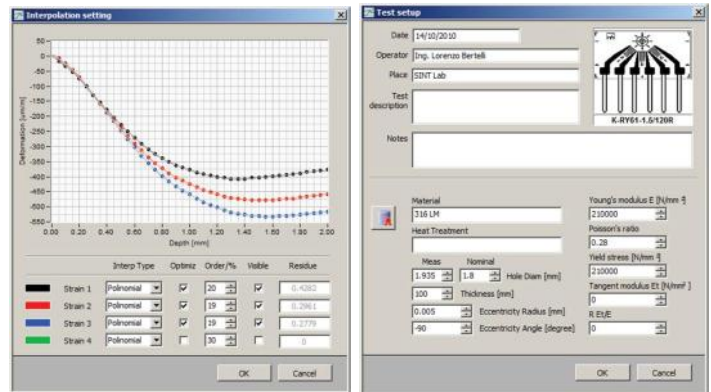 Interpolation setting
50
0
-50
-100
-150
-200
-250
-300
-350
-400
-450
-500
-550
Deformation [µm/m]
0.00 0.20 0.40 0.60 0.80 1.00 1.20 1.40 1.60 1.80 2.00
Depth [mm]
Interp Type Optimiz Order/% Visible Residue
Strain 1 Polinomial 20 0.4262
Strain 2 Polinomial 19 0.2961
Strain 3 Polinomial 19 0.2779
Strain 4 Polinomial 30 0
OK Cancel
Test setup
Date 14/10/2010
Operator Ing. Lorenzo Bertelli
Place SINT Lab
Test
description
K-RY61-1.5/120R
Notes
Material
316 LM
Heat Treatment
Meas Nominal
1.935 1.8 Hole Diam [mm]
100 Thickness [mm]
0.005 Eccentricity Radius [mm]
-90 Eccentricity Angle [degree]
Young's modulus E [N/mm²]
210000
Poisson's ratio
0.28
Yield stress [N/mm²]
210000
Tangent modulus Et [N/mm²]
0
R Et/E
0
OK Cancel